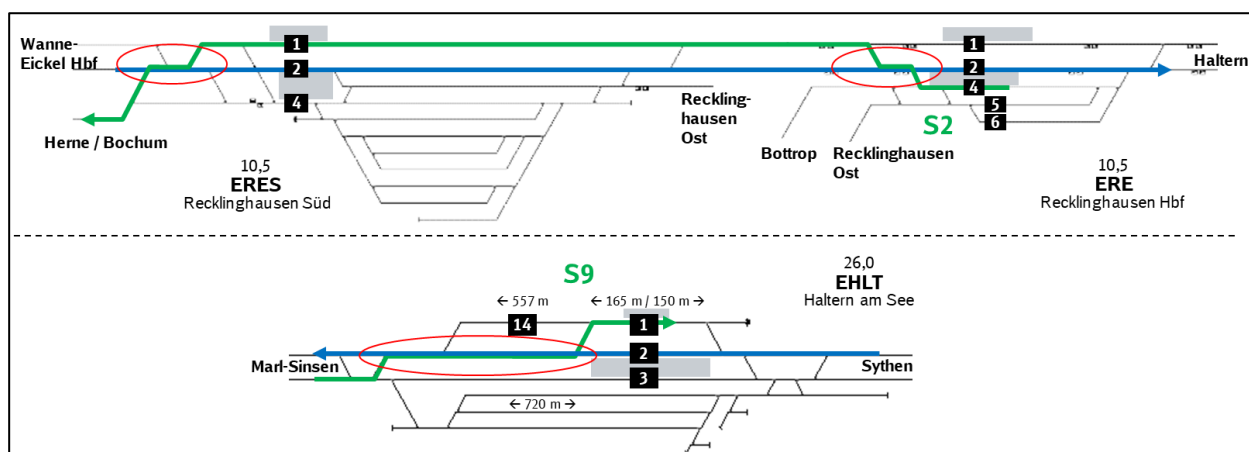 Wanne-
Eickel Hbf
1
2
4
Herne / Bochum
10,5
ERES
Recklinghausen Süd
Reckling-
hausen
Ost
Bottrop
Recklinghausen
Ost
S2
1
2
4
5
6
Haltern
10,5
ERE
Recklinghausen Hbf
S9
26,0
EHLT
Haltern am See
← 557 m →
← 165 m / 150 m →
14
1
2
3
Marl-Sinsen
Sythen
← 720 m →